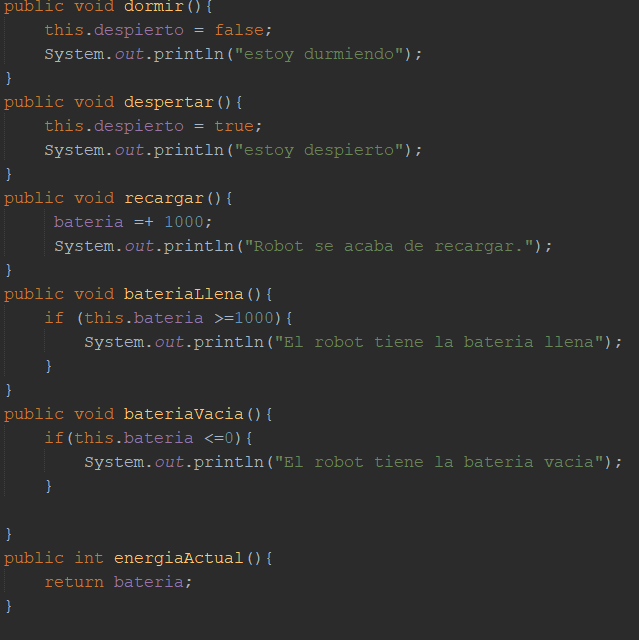 public void dormir(){
this.despierto = false;
System.out.println("estoy durmiendo");
}
public void despertar(){
this.despierto = true;
System.out.println("estoy despierto");
}
public void recargar(){
bateria =+ 1000;
System.out.println("Robot se acaba de recargar.");
}
public void bateriaLlena(){
if (this.bateria >=1000){
System.out.println("El robot tiene la bateria llena");
}
}
public void bateriaVacia(){
if(this.bateria <=0){
System.out.println("El robot tiene la bateria vacia");
}
}
public int energiaActual(){
return bateria;
}